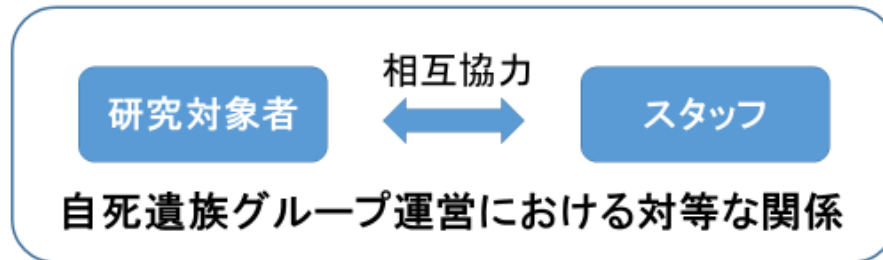 相互協力
研究対象者
スタッフ
自死遺族グループ運営における対等な関係